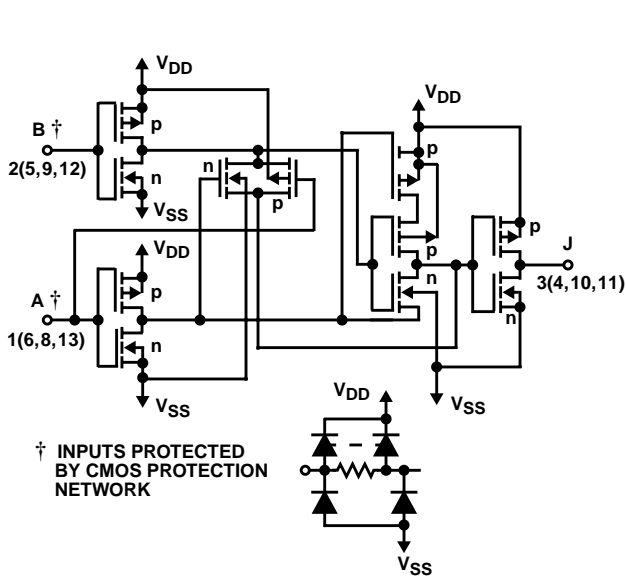 VDD
B †
p
2(5,9,12)
n
VSS
n
p
VDD
p
p
n
VDD
p
A †
1(6,8,13)
n
VSS
p
J
3(4,10,11)
n
VSS
VDD
† INPUTS PROTECTED
BY CMOS PROTECTION
NETWORK
VSS